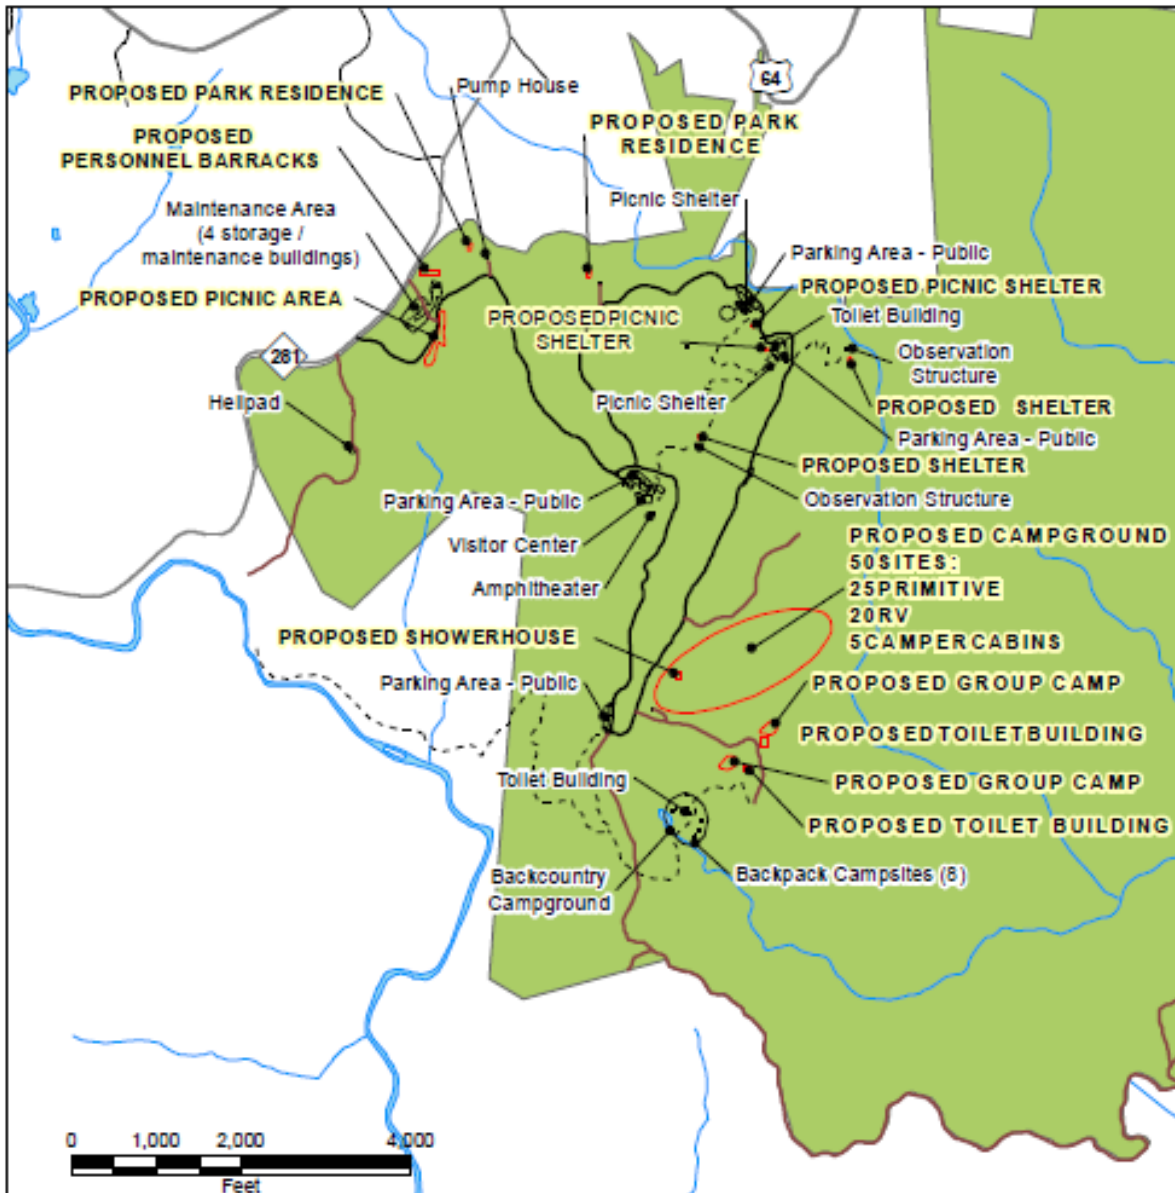 64
PROPOSED PARK RESIDENCE
Pump House
PROPOSED PARK
RESIDENCE
PROPOSED
PERSONNEL BARRACKS
Picnic Shelter
Maintenance Area
(4 storage /
maintenance buildings)
Parking Area - Public
PROPOSED PICNIC AREA
PROPOSED PICNIC SHELTER
PROPOSEDPICNIC
SHELTER
Toilet Building
281
Observation
Structure
Helipad
Picnic Shelter
PROPOSED SHELTER
Parking Area - Public
PROPOSED SHELTER
Parking Area - Public
Observation Structure
Visitor Center
PROPOSED CAMPGROUND
50SITES:
25PRIMITIVE
20RV
5CAMPERCABINS
Amphitheater
PROPOSED SHOWERHOUSE
Parking Area - Public
PROPOSED GROUP CAMP
PROPOSEDTOILETBUILDING
Toilet Building
PROPOSED GROUP CAMP
PROPOSED TOILET BUILDING
Backcountry
Campground
Backpack Campsites (8)
0 1,000 2,000 4,000
Feet